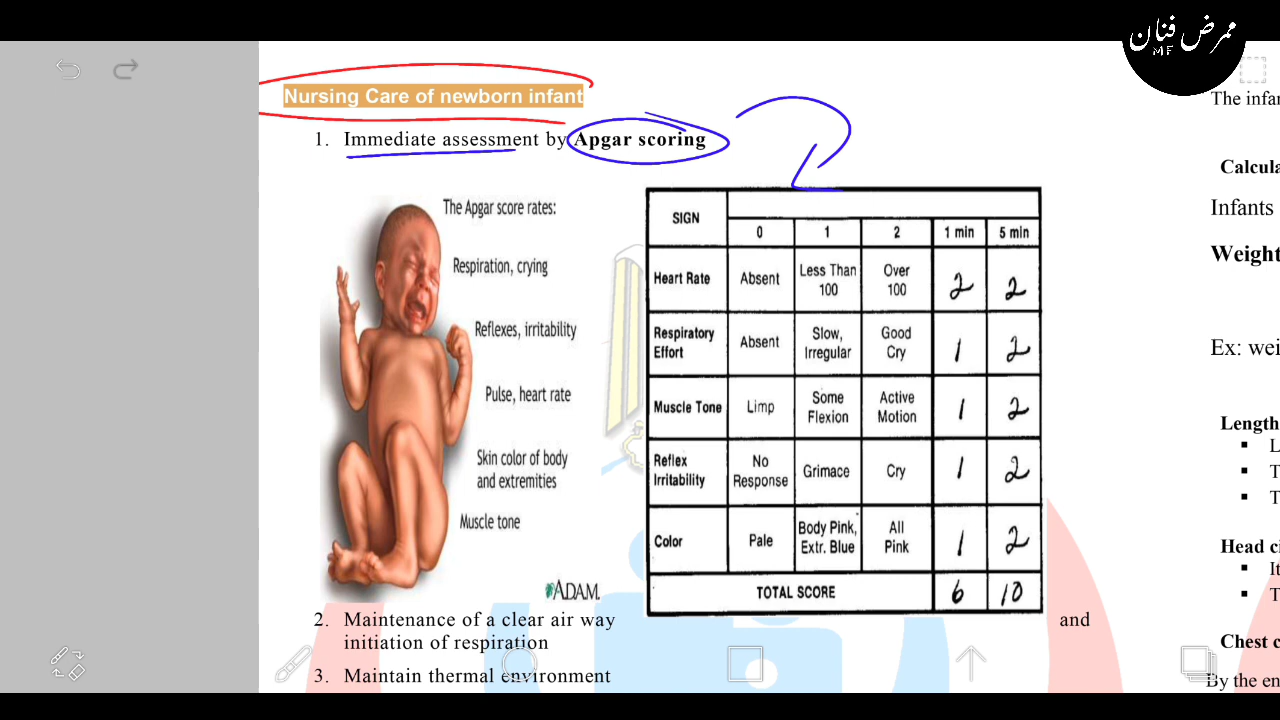 ممرض فنان
MF
Nursing Care of newborn infant
1. Immediate assessment by Apgar scoring
The Apgar score rates:
Respiration, crying
Reflexes, irritability
Pulse, heart rate
Skin color of body
and extremities
Muscle tone
ADAM.
SIGN
0 1 2 1 min 5 min
Heart Rate Absent Less Than 100 Over 100 2 2
Respiratory Effort Absent Slow, Irregular Good Cry 1 2
Muscle Tone Limp Some Flexion Active Motion 1 2
Reflex Irritability No Response Grimace Cry 1 2
Color Pale Body Pink, Extr. Blue All Pink 1 2
TOTAL SCORE 6 10
2. Maintenance of a clear air way and
initiation of respiration
3. Maintain thermal environment
The infan
Calcula
Infants
Weight
Ex: wei
Length
▪ L
▪ T
▪ T
Head ci
▪ It
▪ T
Chest c
By the en